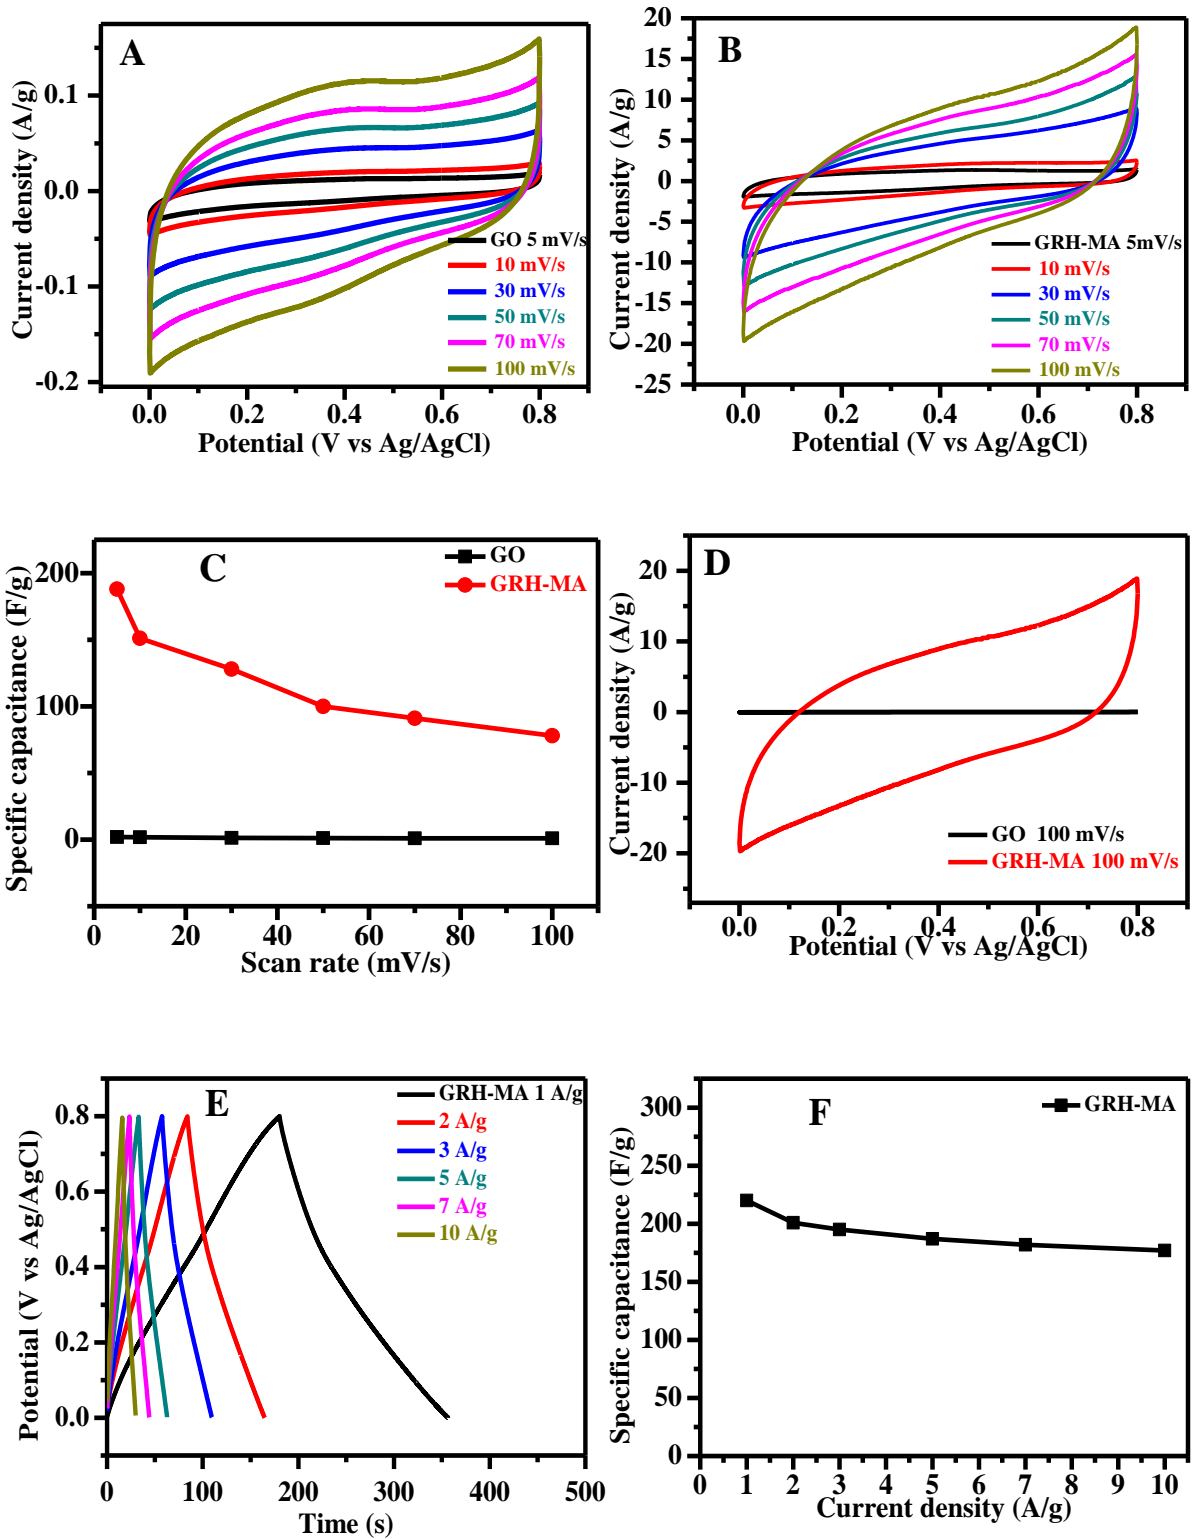 A
Current density (A/g)
0.1
0.0
-0.1
-0.2
GO 5 mV/s
10 mV/s
30 mV/s
50 mV/s
70 mV/s
100 mV/s
0.0 0.2 0.4 0.6 0.8
Potential (V vs Ag/AgCl)
B
Current density (A/g)
20
15
10
5
0
-5
-10
-15
-20
-25
GRH-MA 5mV/s
10 mV/s
30 mV/s
50 mV/s
70 mV/s
100 mV/s
0.0 0.2 0.4 0.6 0.8
Potential (V vs Ag/AgCl)
C
Specific capacitance (F/g)
200
100
0
GO
GRH-MA
0 20 40 60 80 100
Scan rate (mV/s)
D
Current density (A/g)
20
10
0
-10
-20
GO 100 mV/s
GRH-MA 100 mV/s
0.0 0.2 0.4 0.6 0.8
Potential (V vs Ag/AgCl)
E
Potential (V vs Ag/AgCl)
0.8
0.6
0.4
0.2
0.0
GRH-MA 1 A/g
2 A/g
3 A/g
5 A/g
7 A/g
10 A/g
0 100 200 300 400 500
Time (s)
F
Specific capacitance (F/g)
300
250
200
150
100
50
0
GRH-MA
0 1 2 3 4 5 6 7 8 9 10
Current density (A/g)